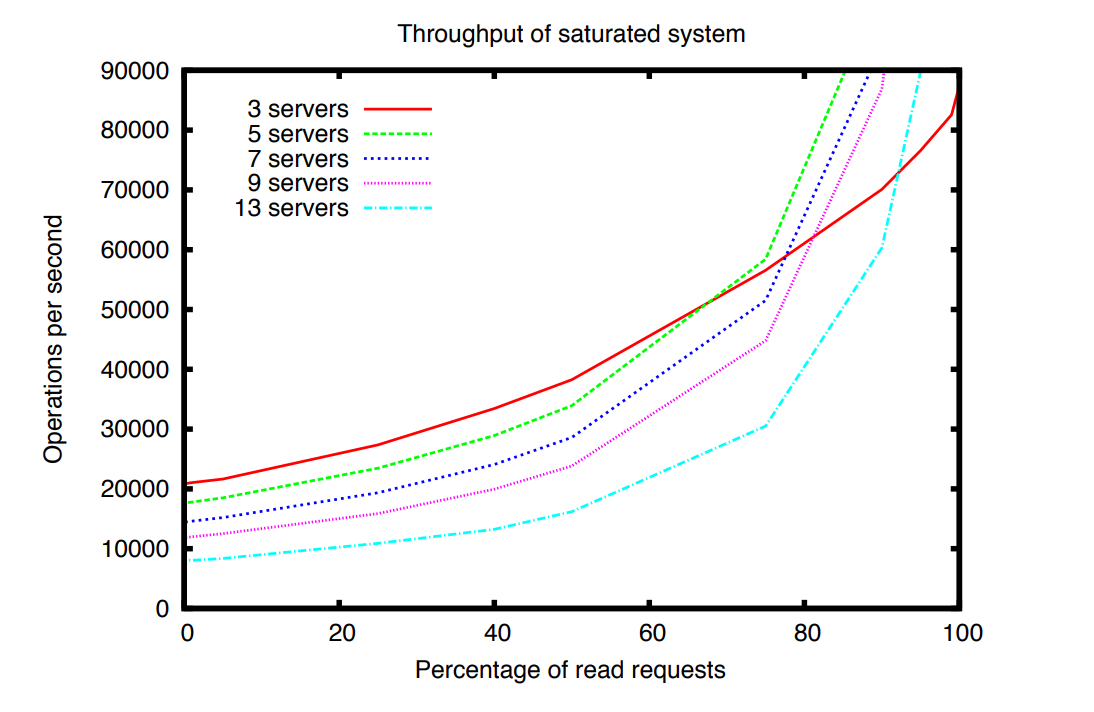 Throughput of saturated system
90000
80000
70000
60000
50000
40000
30000
20000
10000
0
Operations per second
3 servers
5 servers
7 servers
9 servers
13 servers
0 20 40 60 80 100
Percentage of read requests